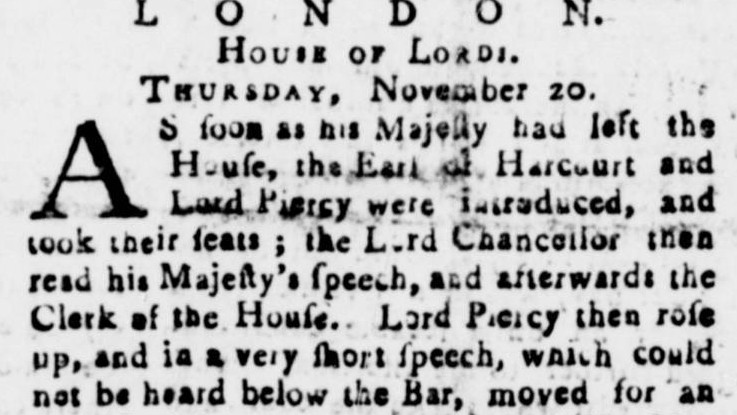 L O N D O N.
HOUSE OF LORDS.
THURSDAY, November 20.
AS ſoon as his Majeſty had left the
Houſe, the Earl of Harcourt and
Lord Piercy were introduced, and
took their ſeats ; the Lord Chancellor then
read his Majeſty's ſpeech, and afterwards the
Clerk of the Houſe. Lord Piercy then roſe
up, and in a very ſhort ſpeech, which could
not be heard below the Bar, moved for an